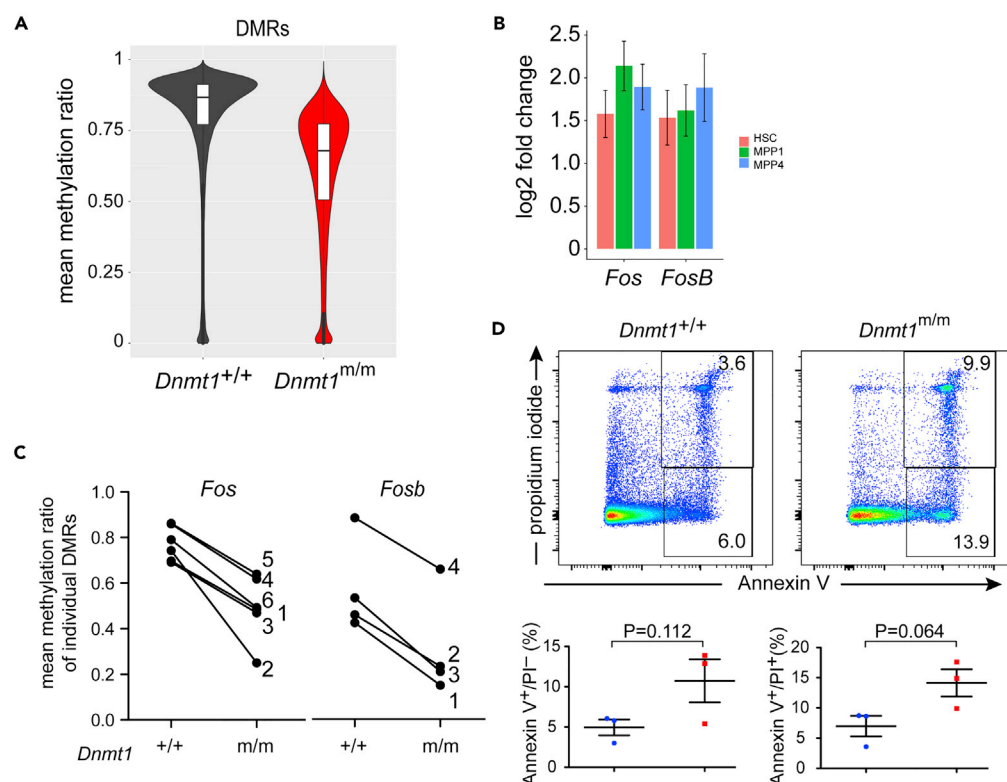 A
DMRs
mean methylation ratio
1
0.75
0.50
0.25
0
Dnmt1+/+
Dnmt1m/m
B
log2 fold change
2.5
2.0
1.5
1.0
0.5
0
Fos
FosB
HSC
MPP1
MPP4
C
Fos
Fosb
mean methylation ratio
of individual DMRs
1.0
0.8
0.6
0.4
0.2
0.0
5
4
6
1
3
2
4
2
3
1
Dnmt1
+/+
m/m
+/+
m/m
D
Dnmt1+/+
Dnmt1m/m
propidium iodide
3.6
6.0
9.9
13.9
Annexin V
Annexin V+/PI− (%)
15
10
5
0
P=0.112
Annexin V+/PI+(%)
20
15
10
5
0
P=0.064